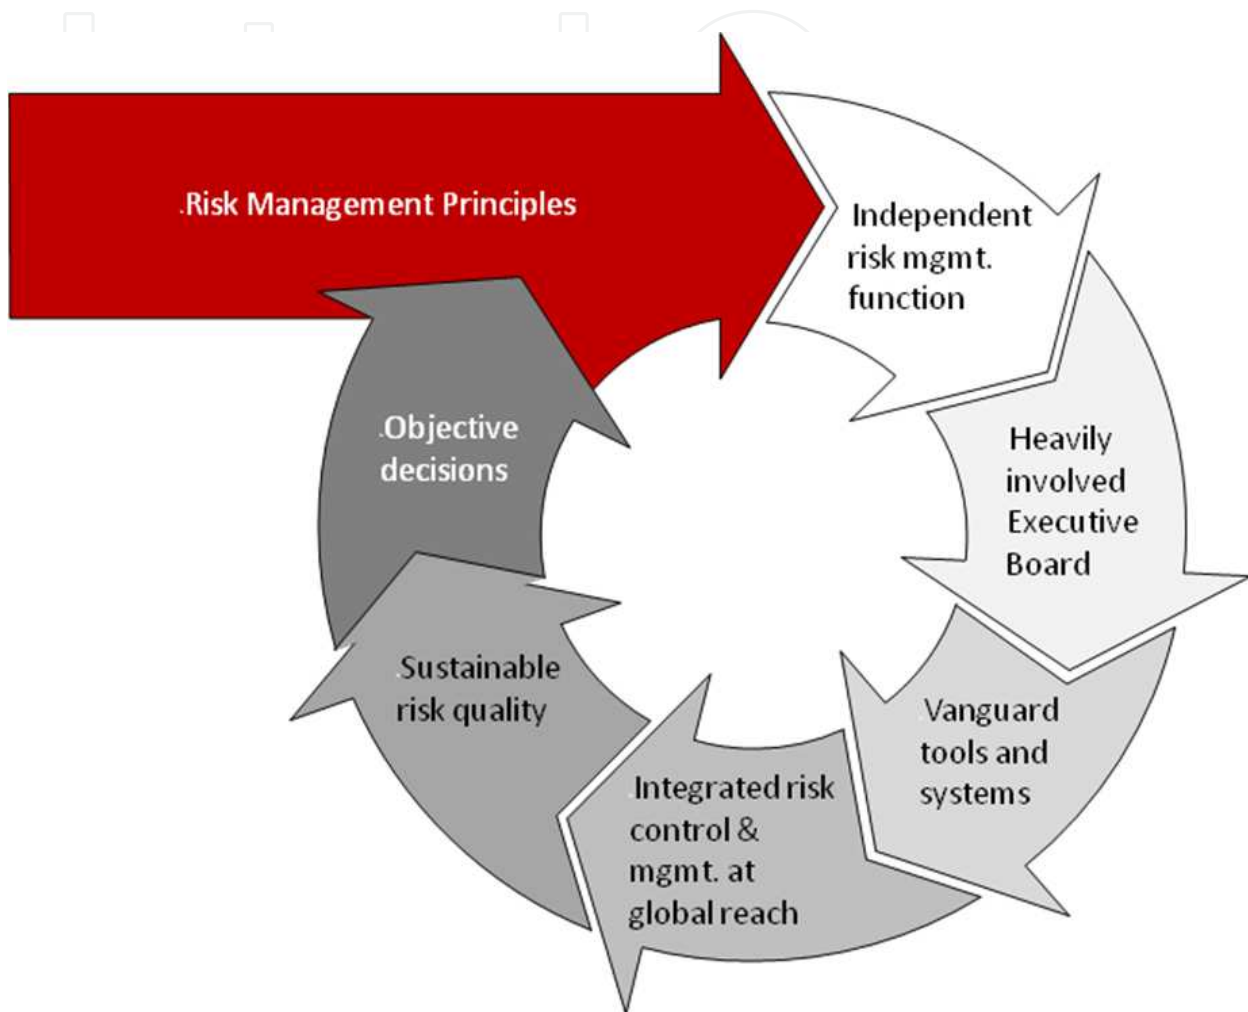 .Risk Management Principles
Independent
risk mgmt.
function
Heavily
involved
Executive
Board
.Vanguard
tools and
systems
.Integrated risk
control &
mgmt. at
global reach
.Sustainable
risk quality
.Objective
decisions